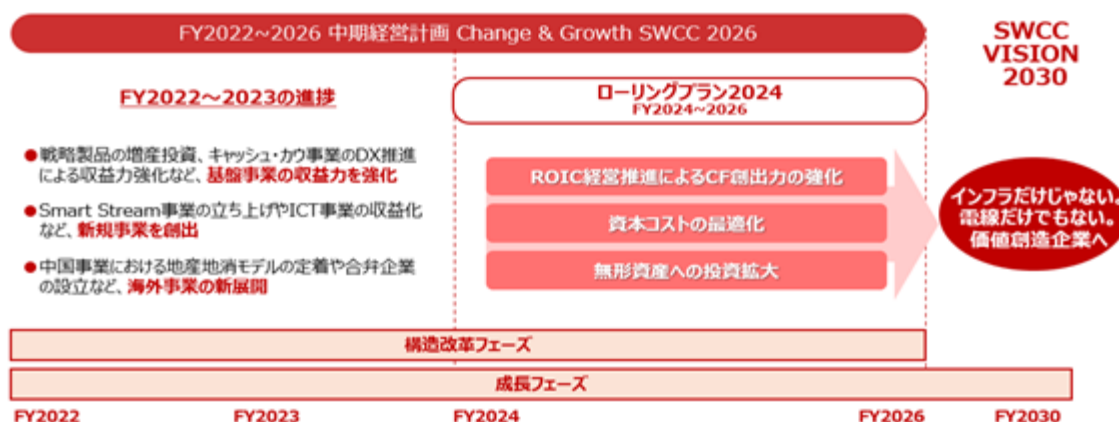 FY2022~2026 中期経営計画 Change & Growth SWCC 2026
SWCC
VISION
2030
FY2022~2023の進捗
ローリングプラン2024
FY2024~2026
●戦略製品の増産投資、キャッシュ・カウ事業のDX推進
による収益力強化など、基盤事業の収益力を強化
●Smart Stream事業の立ち上げやICT事業の収益化
など、新規事業を創出
●中国事業における地産地消モデルの定着や合弁企業
の設立など、海外事業の新展開
ROIC経営推進によるCF創出力の強化
資本コストの最適化
無形資産への投資拡大
インフラだけじゃない。
電線だけでもない。
価値創造企業へ
構造改革フェーズ
成長フェーズ
FY2022
FY2023
FY2024
FY2026
FY2030